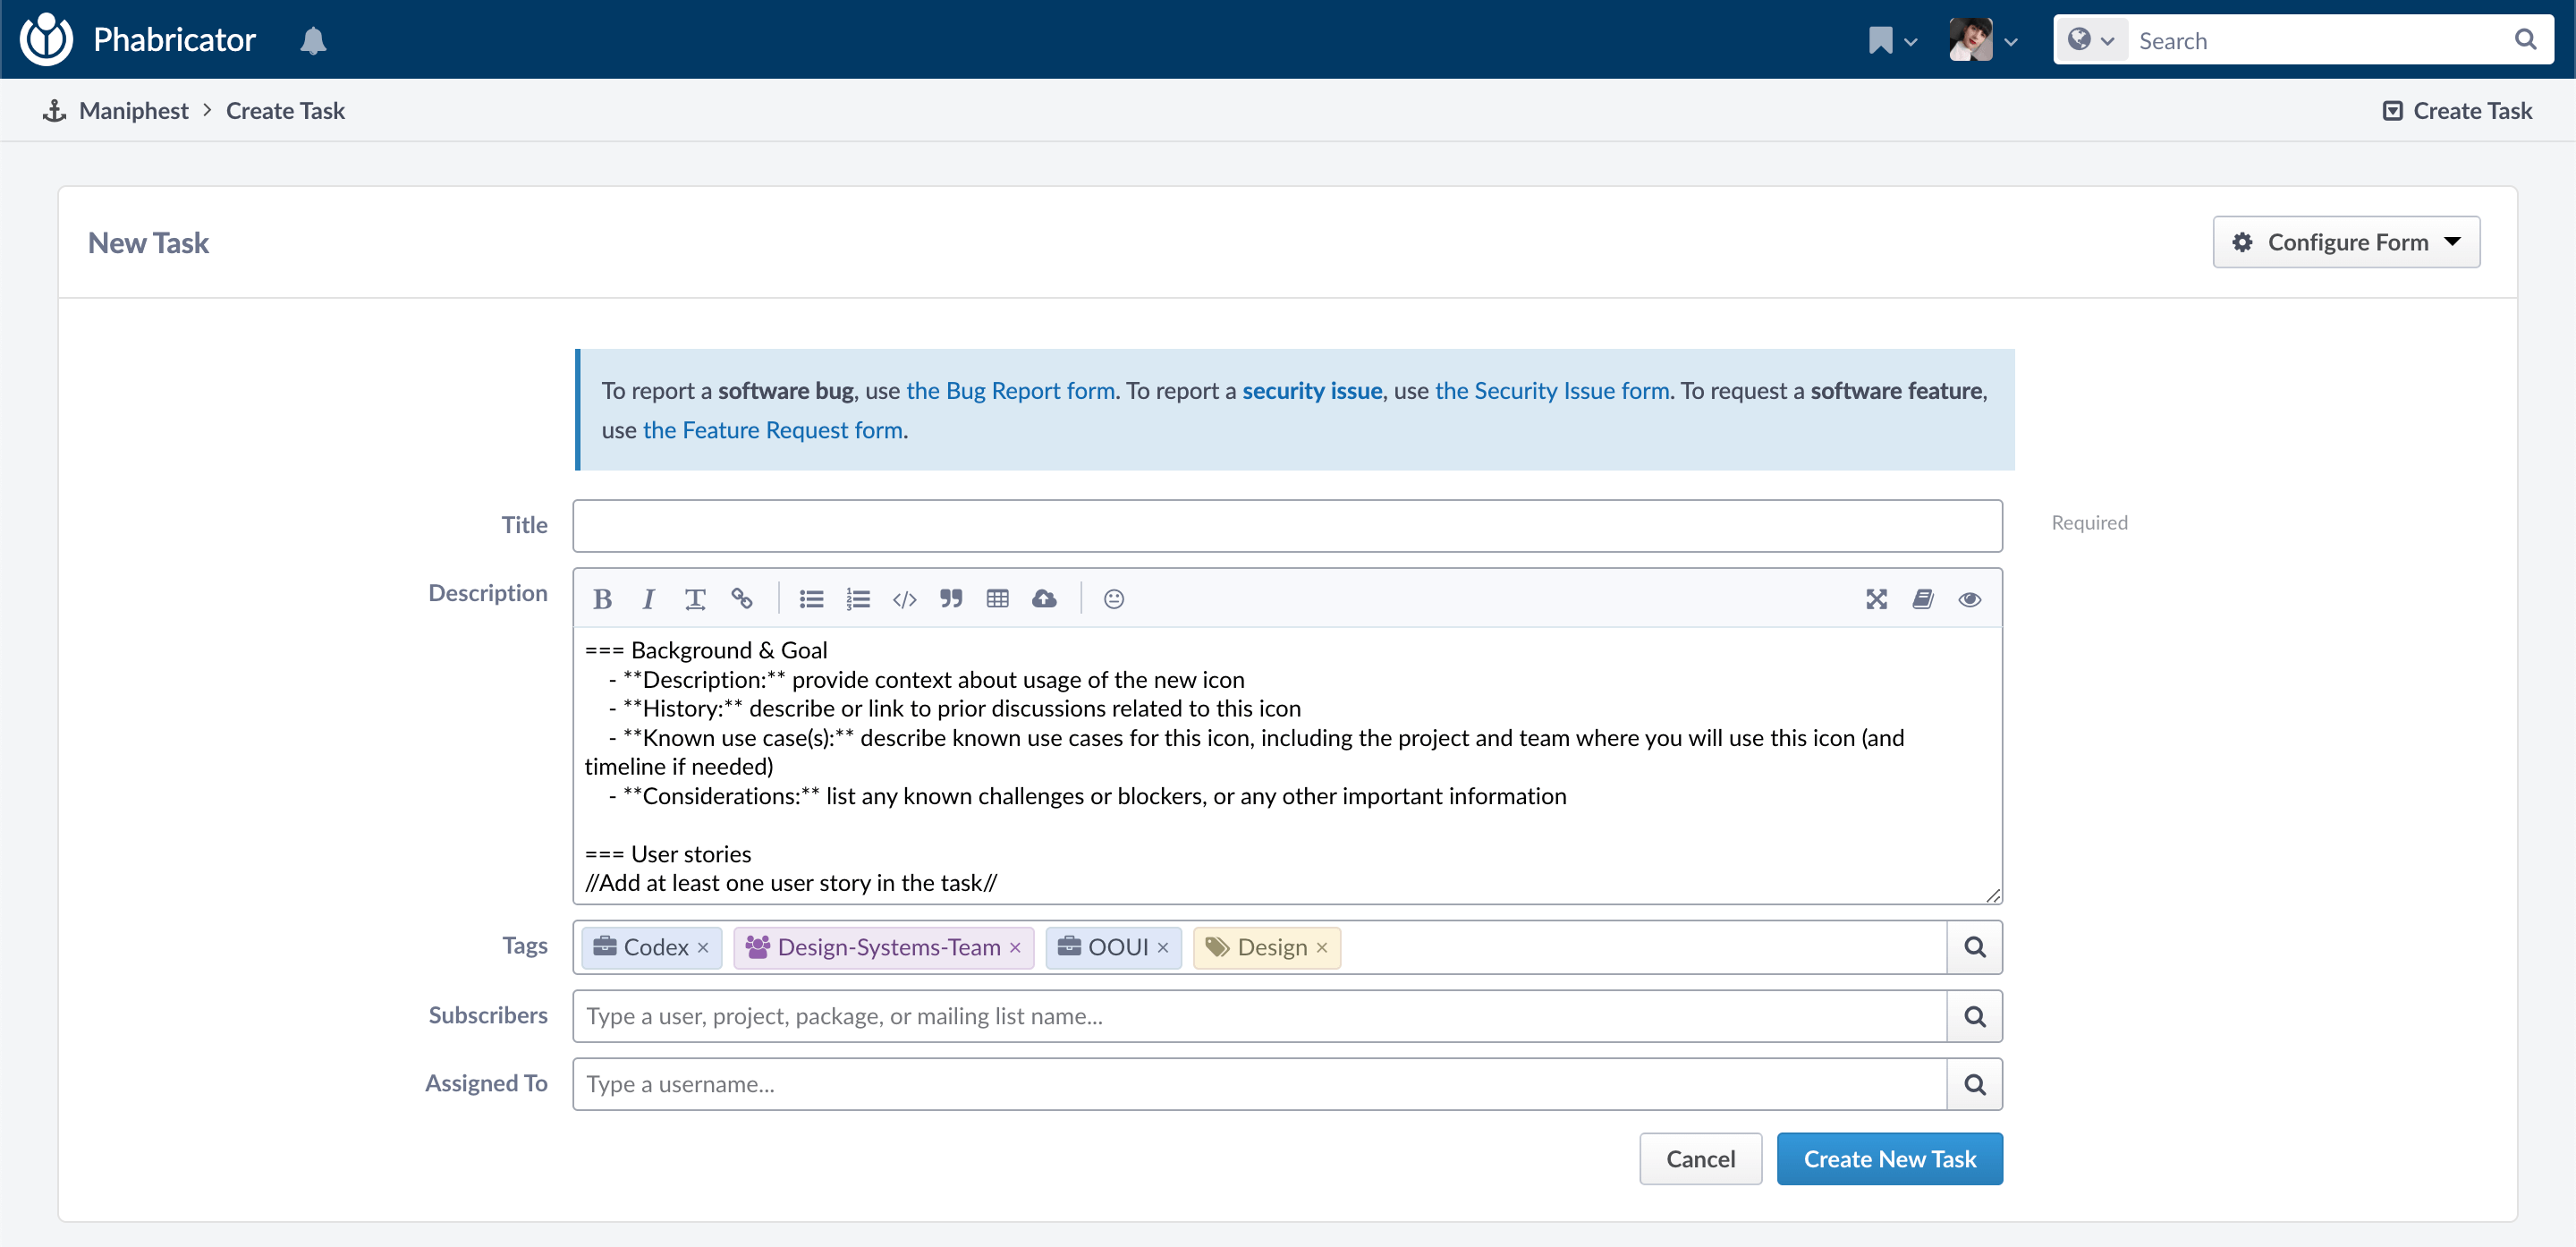 Phabricator
Search
Maniphest > Create Task
Create Task
New Task
Configure Form
To report a software bug, use the Bug Report form. To report a security issue, use the Security Issue form. To request a software feature,
use the Feature Request form.
Title
Required
Description
=== Background & Goal
- **Description:** provide context about usage of the new icon
- **History:** describe or link to prior discussions related to this icon
- **Known use case(s):** describe known use cases for this icon, including the project and team where you will use this icon (and
timeline if needed)
- **Considerations:** list any known challenges or blockers, or any other important information
=== User stories
//Add at least one user story in the task//
Tags
Codex × Design-Systems-Team × OOUI × Design ×
Subscribers
Type a user, project, package, or mailing list name...
Assigned To
Type a username...
Cancel
Create New Task